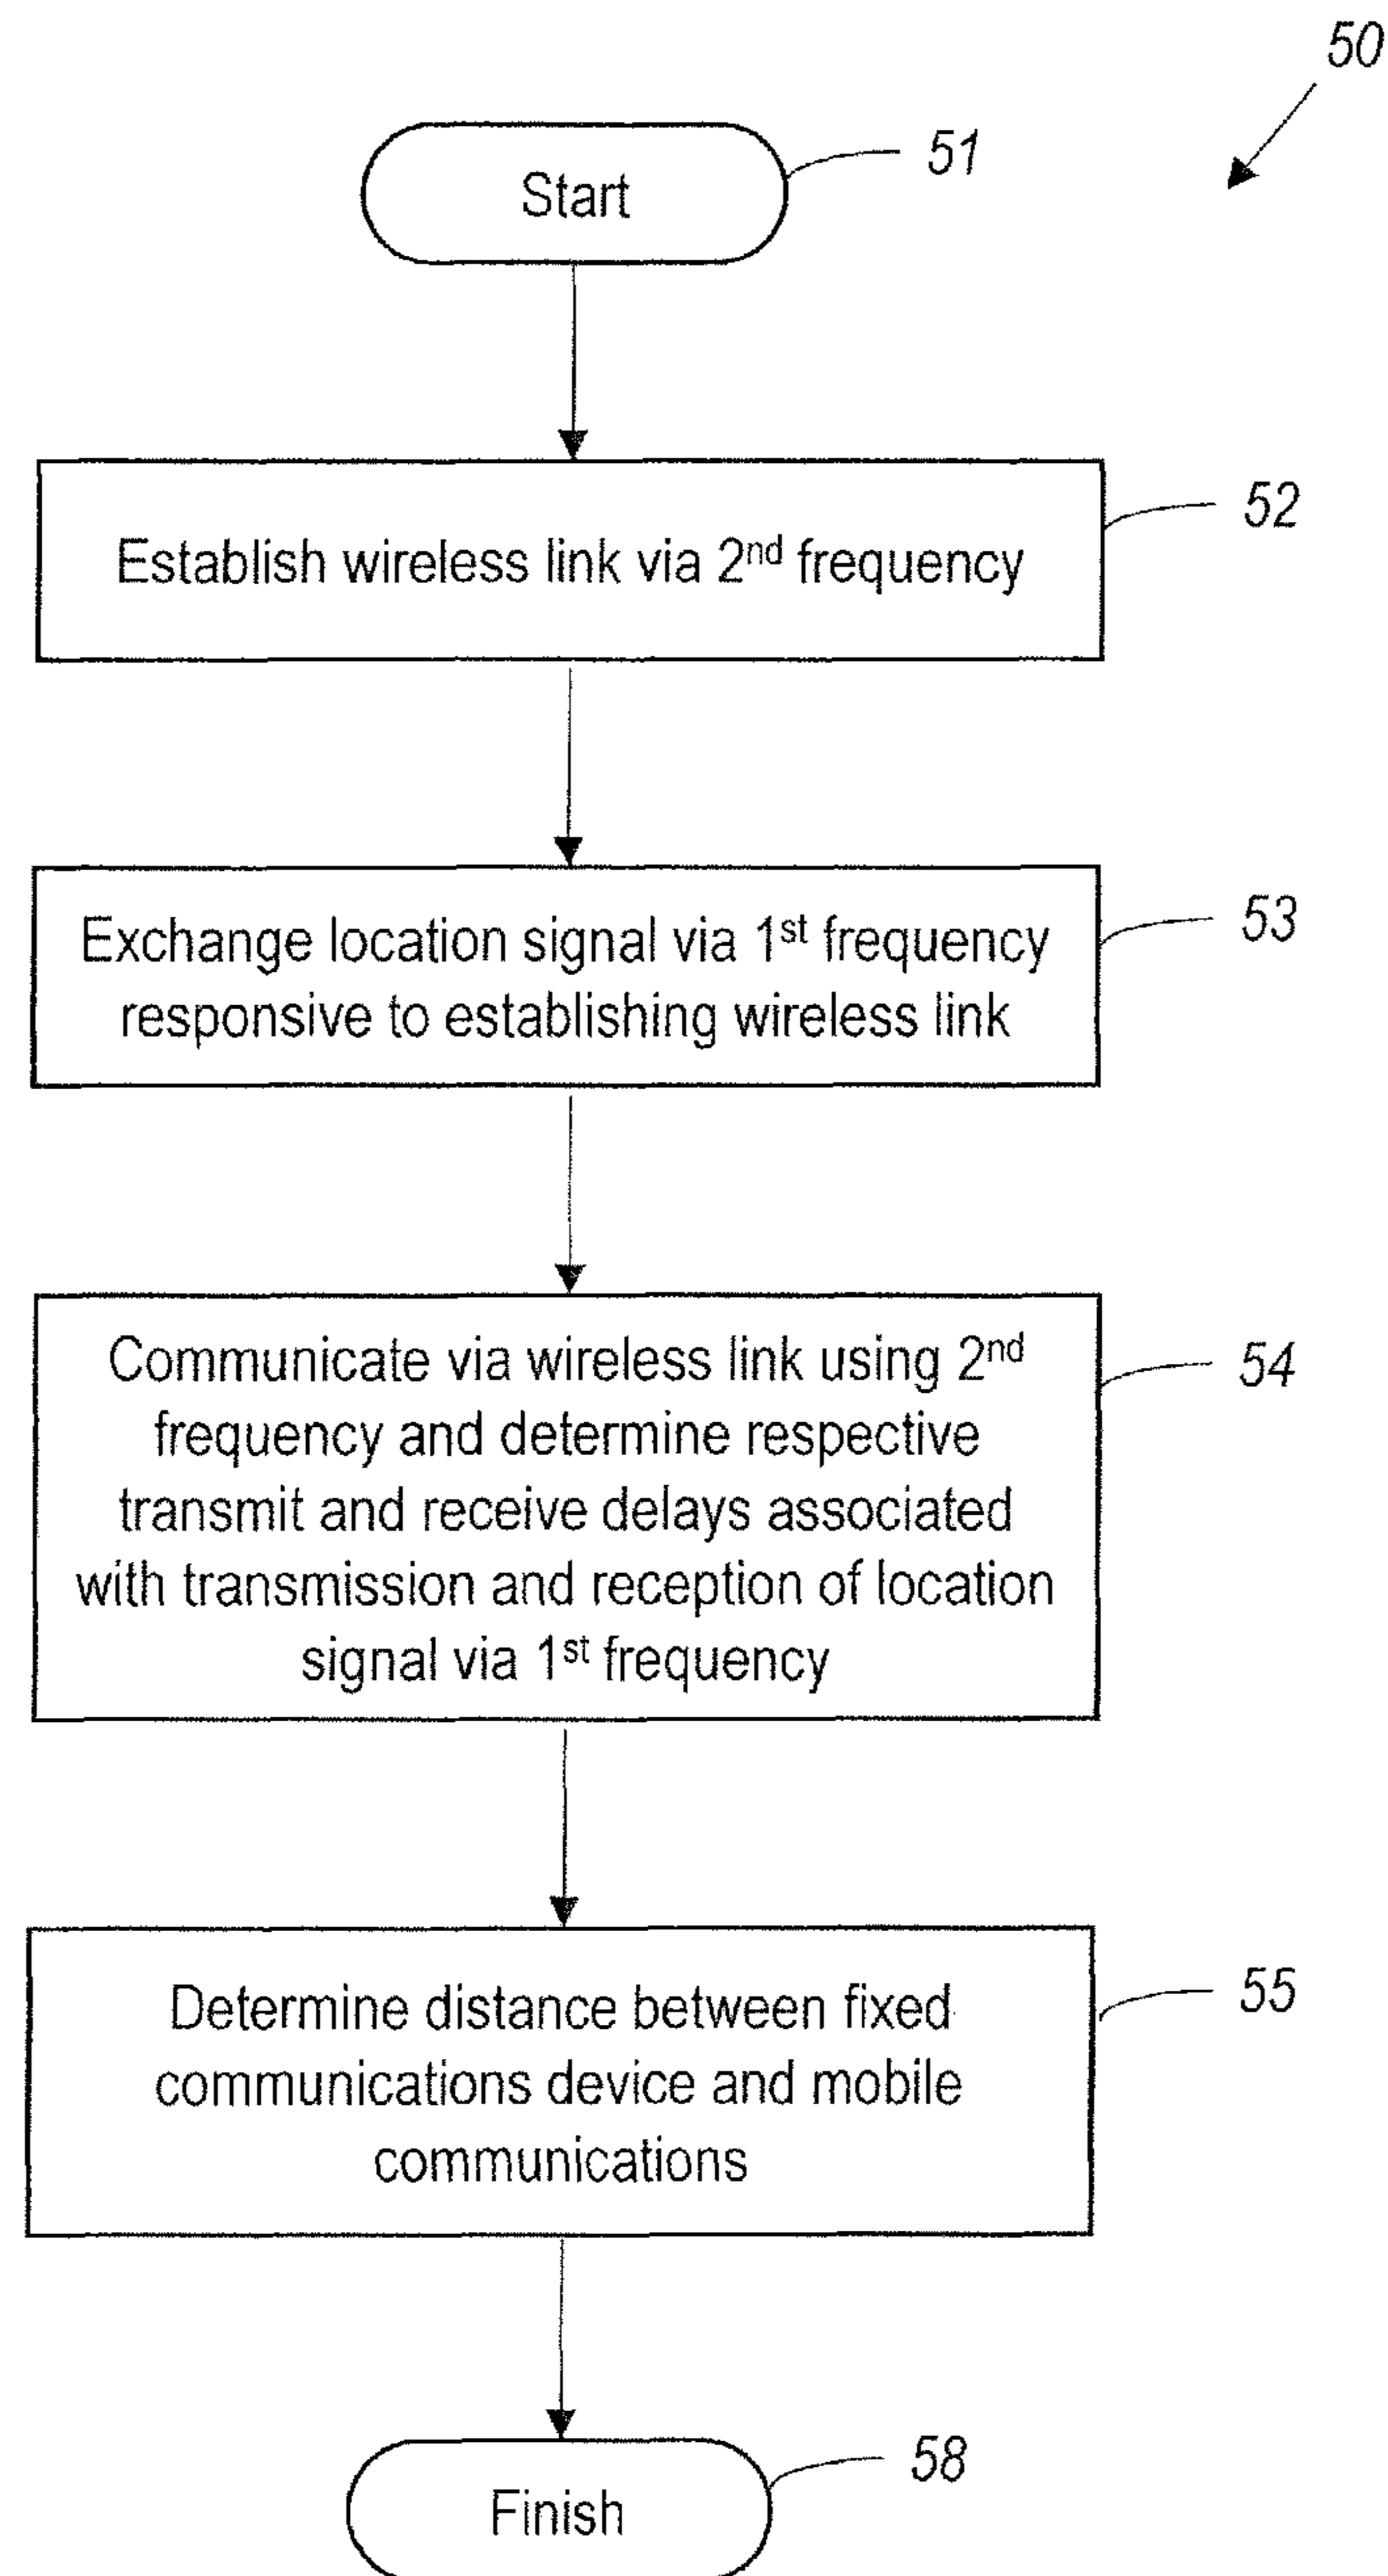 50
Start
51
Establish wireless link via 2nd frequency
52
Exchange location signal via 1st frequency
responsive to establishing wireless link
53
Communicate via wireless link using 2nd
frequency and determine respective
transmit and receive delays associated
with transmission and reception of location
signal via 1st frequency
54
Determine distance between fixed
communications device and mobile
communications
55
Finish
58